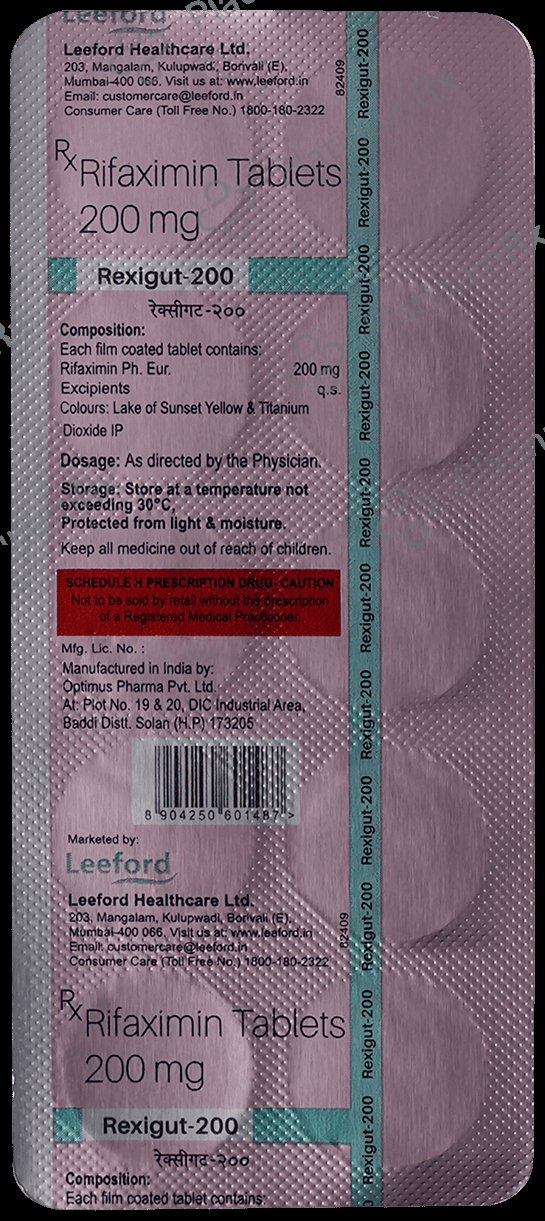 Leeford
Leeford Healthcare Ltd.
203, Mangalam, Kulupwadi, Borivali (E),
Mumbai-400 066. Visit us at: www.leeford.in
Email: customercare@leeford.in
Consumer Care (Toll Free No.) 1800-180-2322
82409
Rx Rifaximin Tablets
200 mg
Rexigut-200
रेक्सीगट-२००
Composition:
Each film coated tablet contains:
Rifaximin Ph. Eur. 200 mg
Excipients q.s.
Colours: Lake of Sunset Yellow & Titanium
Dioxide IP
Dosage: As directed by the Physician.
Storage: Store at a temperature not
exceeding 30°C,
Protected from light & moisture.
Keep all medicine out of reach of children.
SCHEDULE H PRESCRIPTION DRUG- CAUTION
Not to be sold by retail without the prescription
of a Registered Medical Practitioner.
Mfg. Lic. No. :
Manufactured in India by:
Optimus Pharma Pvt. Ltd.
At: Plot No. 19 & 20, DIC Industrial Area,
Baddi Distt. Solan (H.P) 173205
8 904250 601487 >
Marketed by:
Leeford
Leeford Healthcare Ltd.
203, Mangalam, Kulupwadi, Borivali (E),
Mumbai-400 066. Visit us at: www.leeford.in
Email: customercare@leeford.in
Consumer Care (Toll Free No.) 1800-180-2322
82409
Rx Rifaximin Tablets
200 mg
Rexigut-200
रेक्सीगट-२००
Composition:
Each film coated tablet contains:
Rexigut-200 Rexigut-200 Rexigut-200 Rexigut-200 Rexigut-200 Rexigut-200 Rexigut-200 Rexigut-200 Rexigut-200 Rexigut-200 Rexigut-200